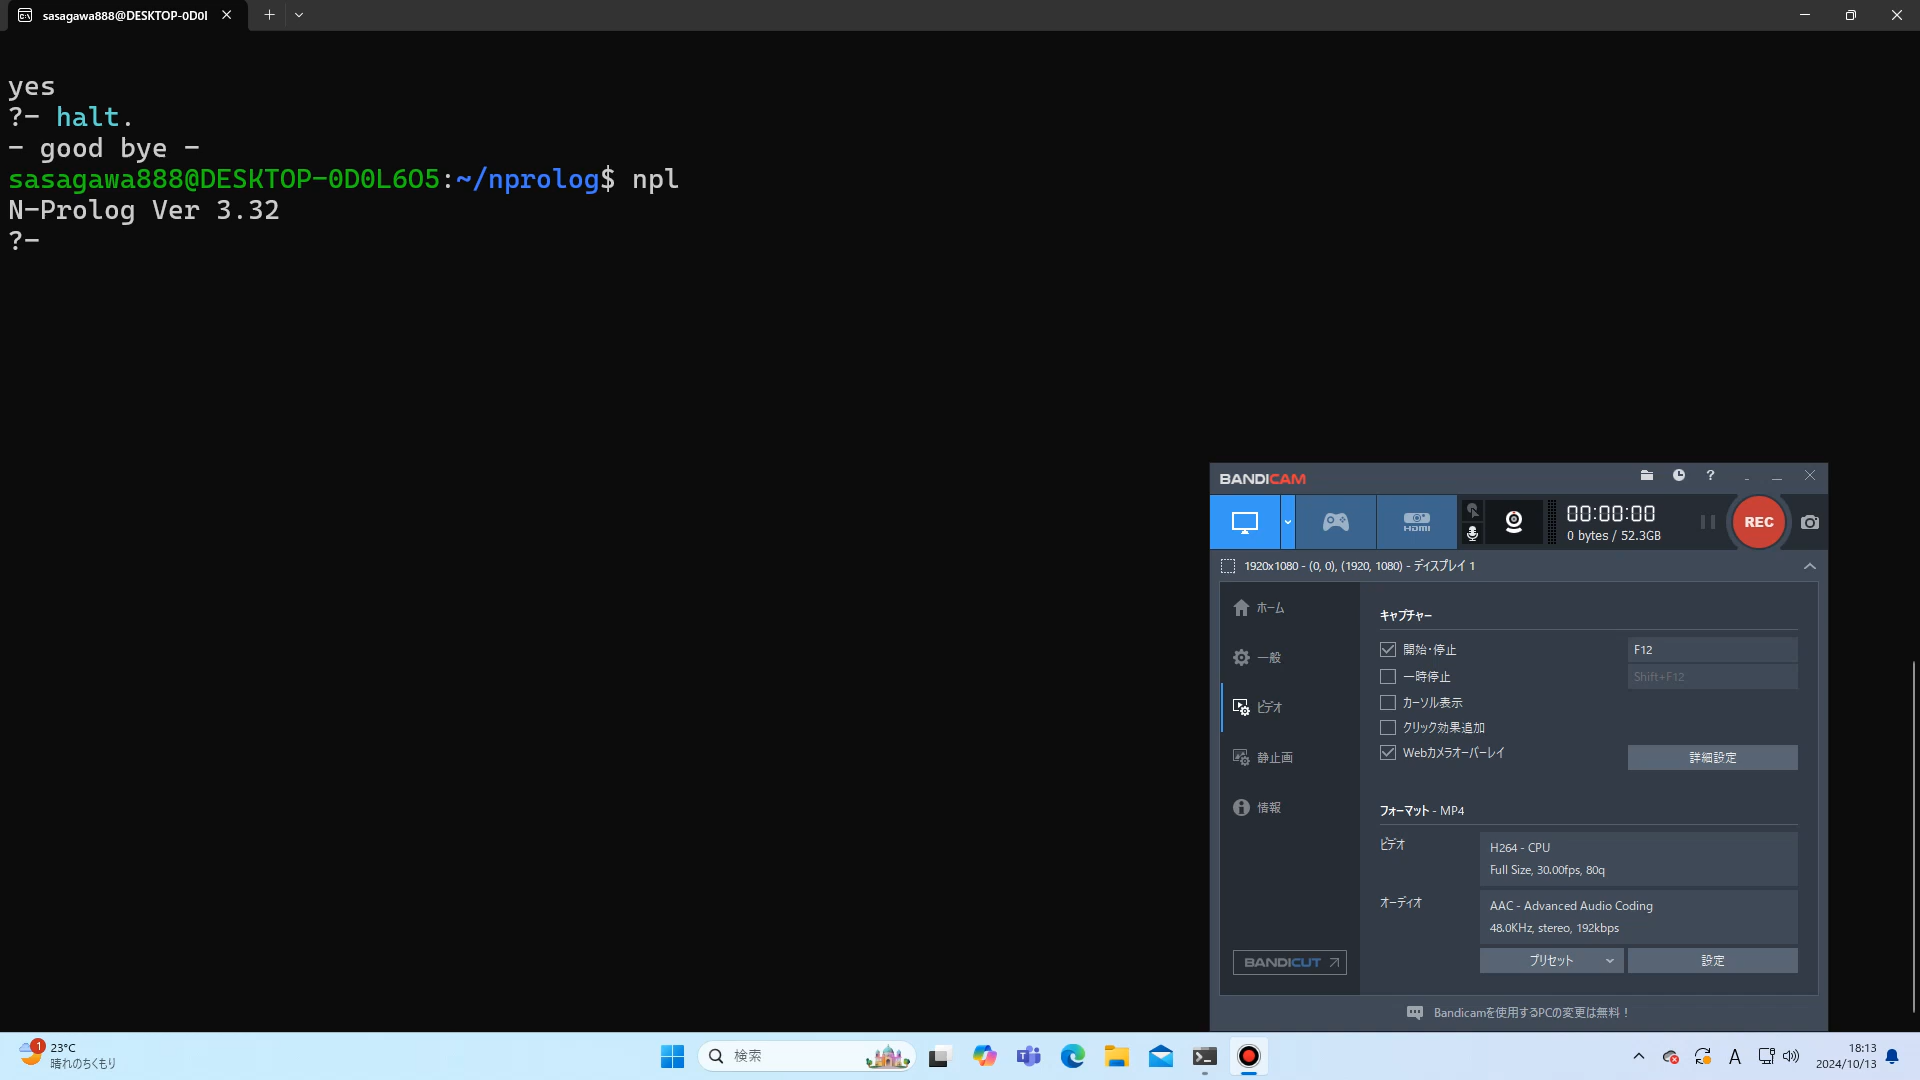 sasagawa888@DESKTOP-0D0l
yes
?- halt.
- good bye -
sasagawa888@DESKTOP-0D0L6O5:~/nprolog$ npl
N-Prolog Ver 3.32
?-
BANDICAM
?
HDMI
00:00:00
0 bytes / 52.3GB
REC
1920x1080 - (0, 0), (1920, 1080) - ディスプレイ 1
ホーム
一般
ビデオ
静止画
情報
BANDICUT
キャプチャー
開始・停止
F12
一時停止
Shift+F12
カーソル表示
クリック効果追加
Webカメラオーバーレイ
詳細設定
フォーマット - MP4
ビデオ
H264 - CPU
Full Size, 30.00fps, 80q
オーディオ
AAC - Advanced Audio Coding
48.0KHz, stereo, 192kbps
プリセット
設定
Bandicamを使用するPCの変更は無料！
1
23°C
晴れのちくもり
検索
A
18:13
2024/10/13